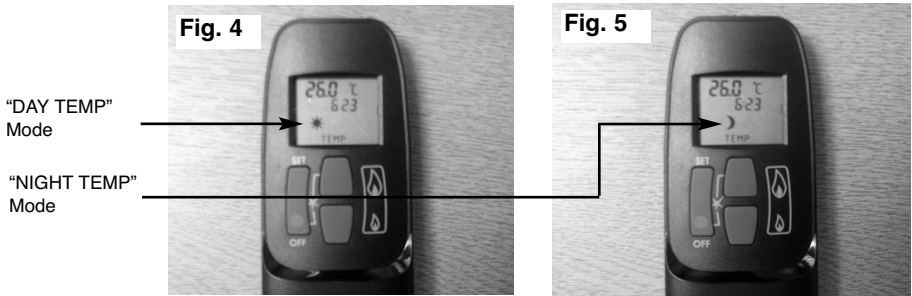 Fig. 4
Fig. 5
“DAY TEMP”
Mode
“NIGHT TEMP”
Mode
26.0 ℃
6:23
TEMP
SET
OFF
26.0 ℃
6:23
TEMP
SET
OFF